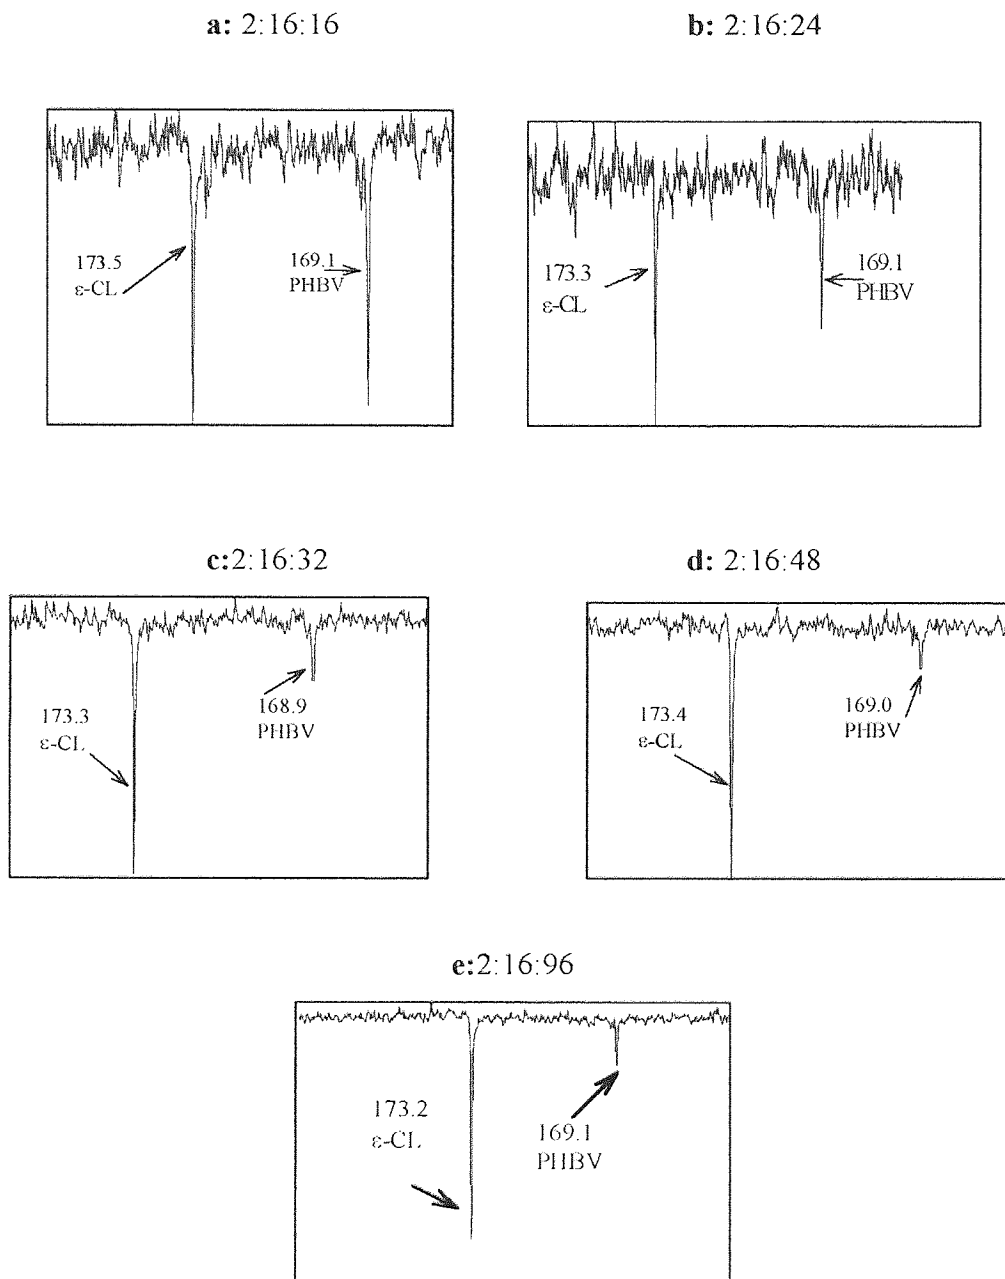 a: 2:16:16
b: 2:16:24
173.5
ε-CL
169.1
PHBV
173.3
ε-CL
169.1
PHBV
c:2:16:32
d: 2:16:48
173.3
ε-CL
168.9
PHBV
173.4
ε-CL
169.0
PHBV
e:2:16:96
173.2
ε-CL
169.1
PHBV